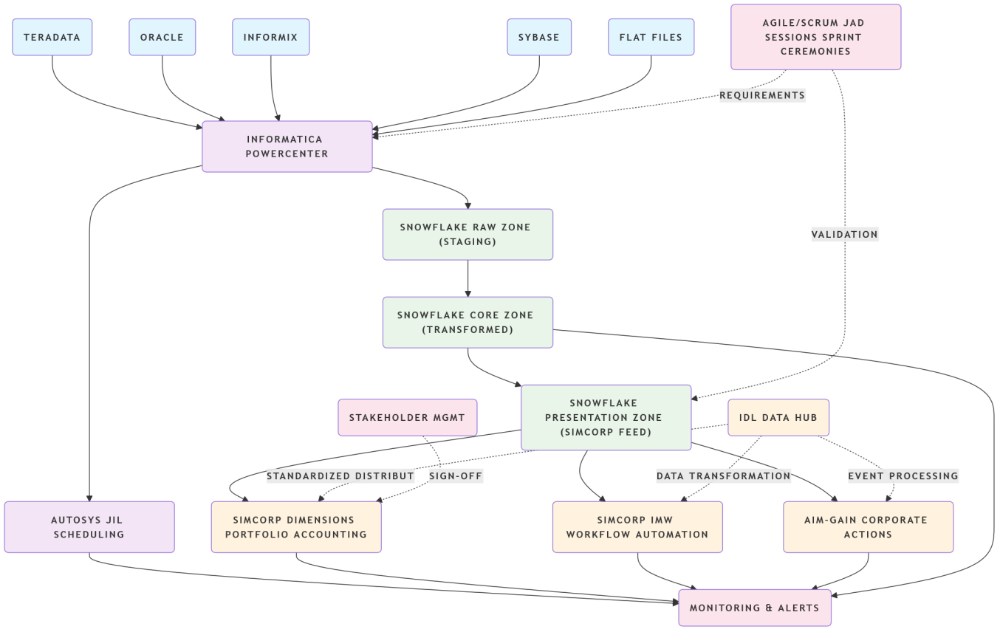 TERADATA
ORACLE
INFORMIX
SYBASE
FLAT FILES
AGILE/SCRUM JAD
SESSIONS SPRINT
CEREMONIES
REQUIREMENTS
INFORMATICA
POWERCENTER
SNOWFLAKE RAW ZONE
(STAGING)
VALIDATION
SNOWFLAKE CORE ZONE
(TRANSFORMED)
SNOWFLAKE
PRESENTATION ZONE
(SIMCORP FEED)
STAKEHOLDER MGMT
IDL DATA HUB
STANDARDIZED DISTRIBUT
SIGN-OFF
DATA TRANSFORMATION
EVENT PROCESSING
AUTOSYS JIL
SCHEDULING
SIMCORP DIMENSIONS
PORTFOLIO ACCOUNTING
SIMCORP IMW
WORKFLOW AUTOMATION
AIM-GAIN CORPORATE
ACTIONS
MONITORING & ALERTS